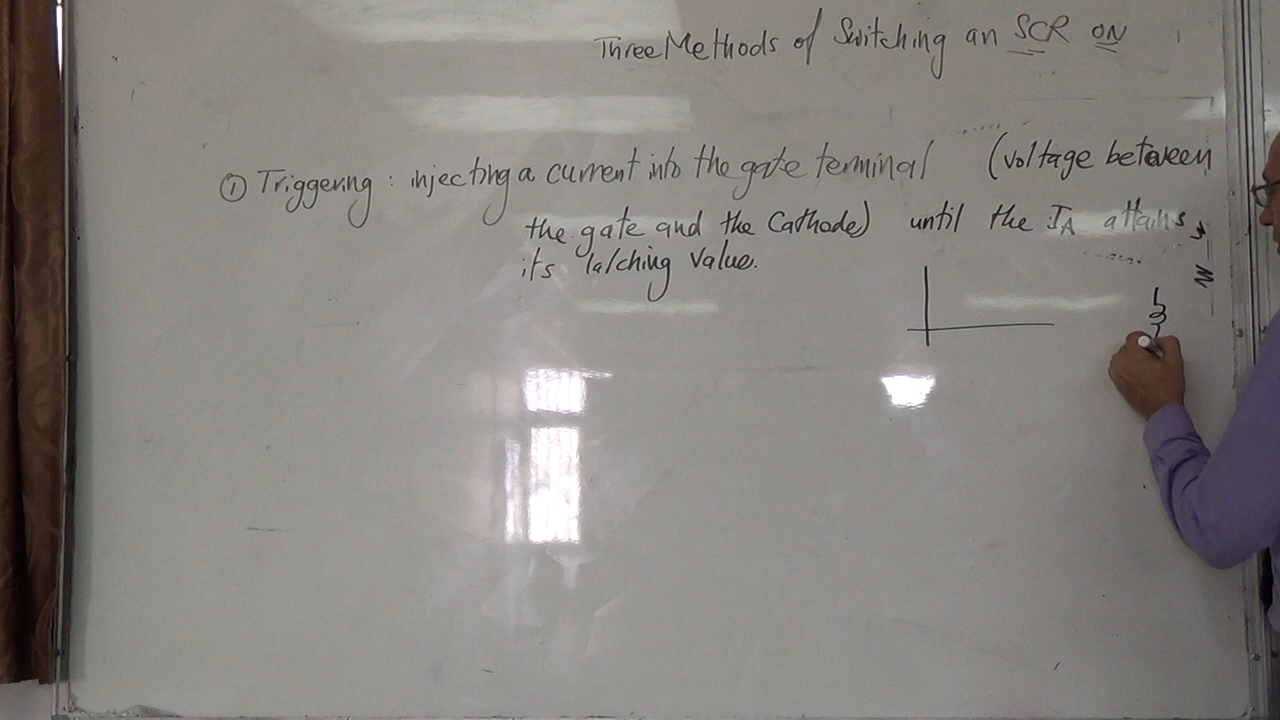 Three Methods of Switching an SCR ON
① Triggering : injecting a current into the gate terminal (voltage between
the gate and the Cathode) until the IA attains
its latching value.